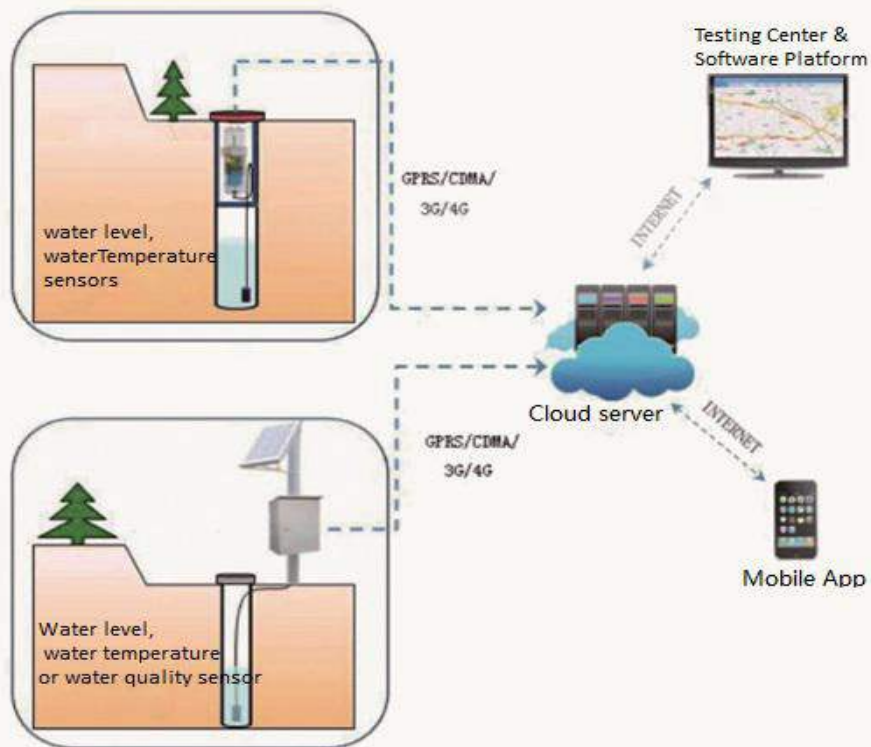 Testing Center &
Software Platform
GPRS/CDMA/
3G/4G
water level,
waterTemperature
sensors
INTERNET
Cloud server
INTERNET
GPRS/CDMA/
3G/4G
Mobile App
Water level,
water temperature
or water quality sensor